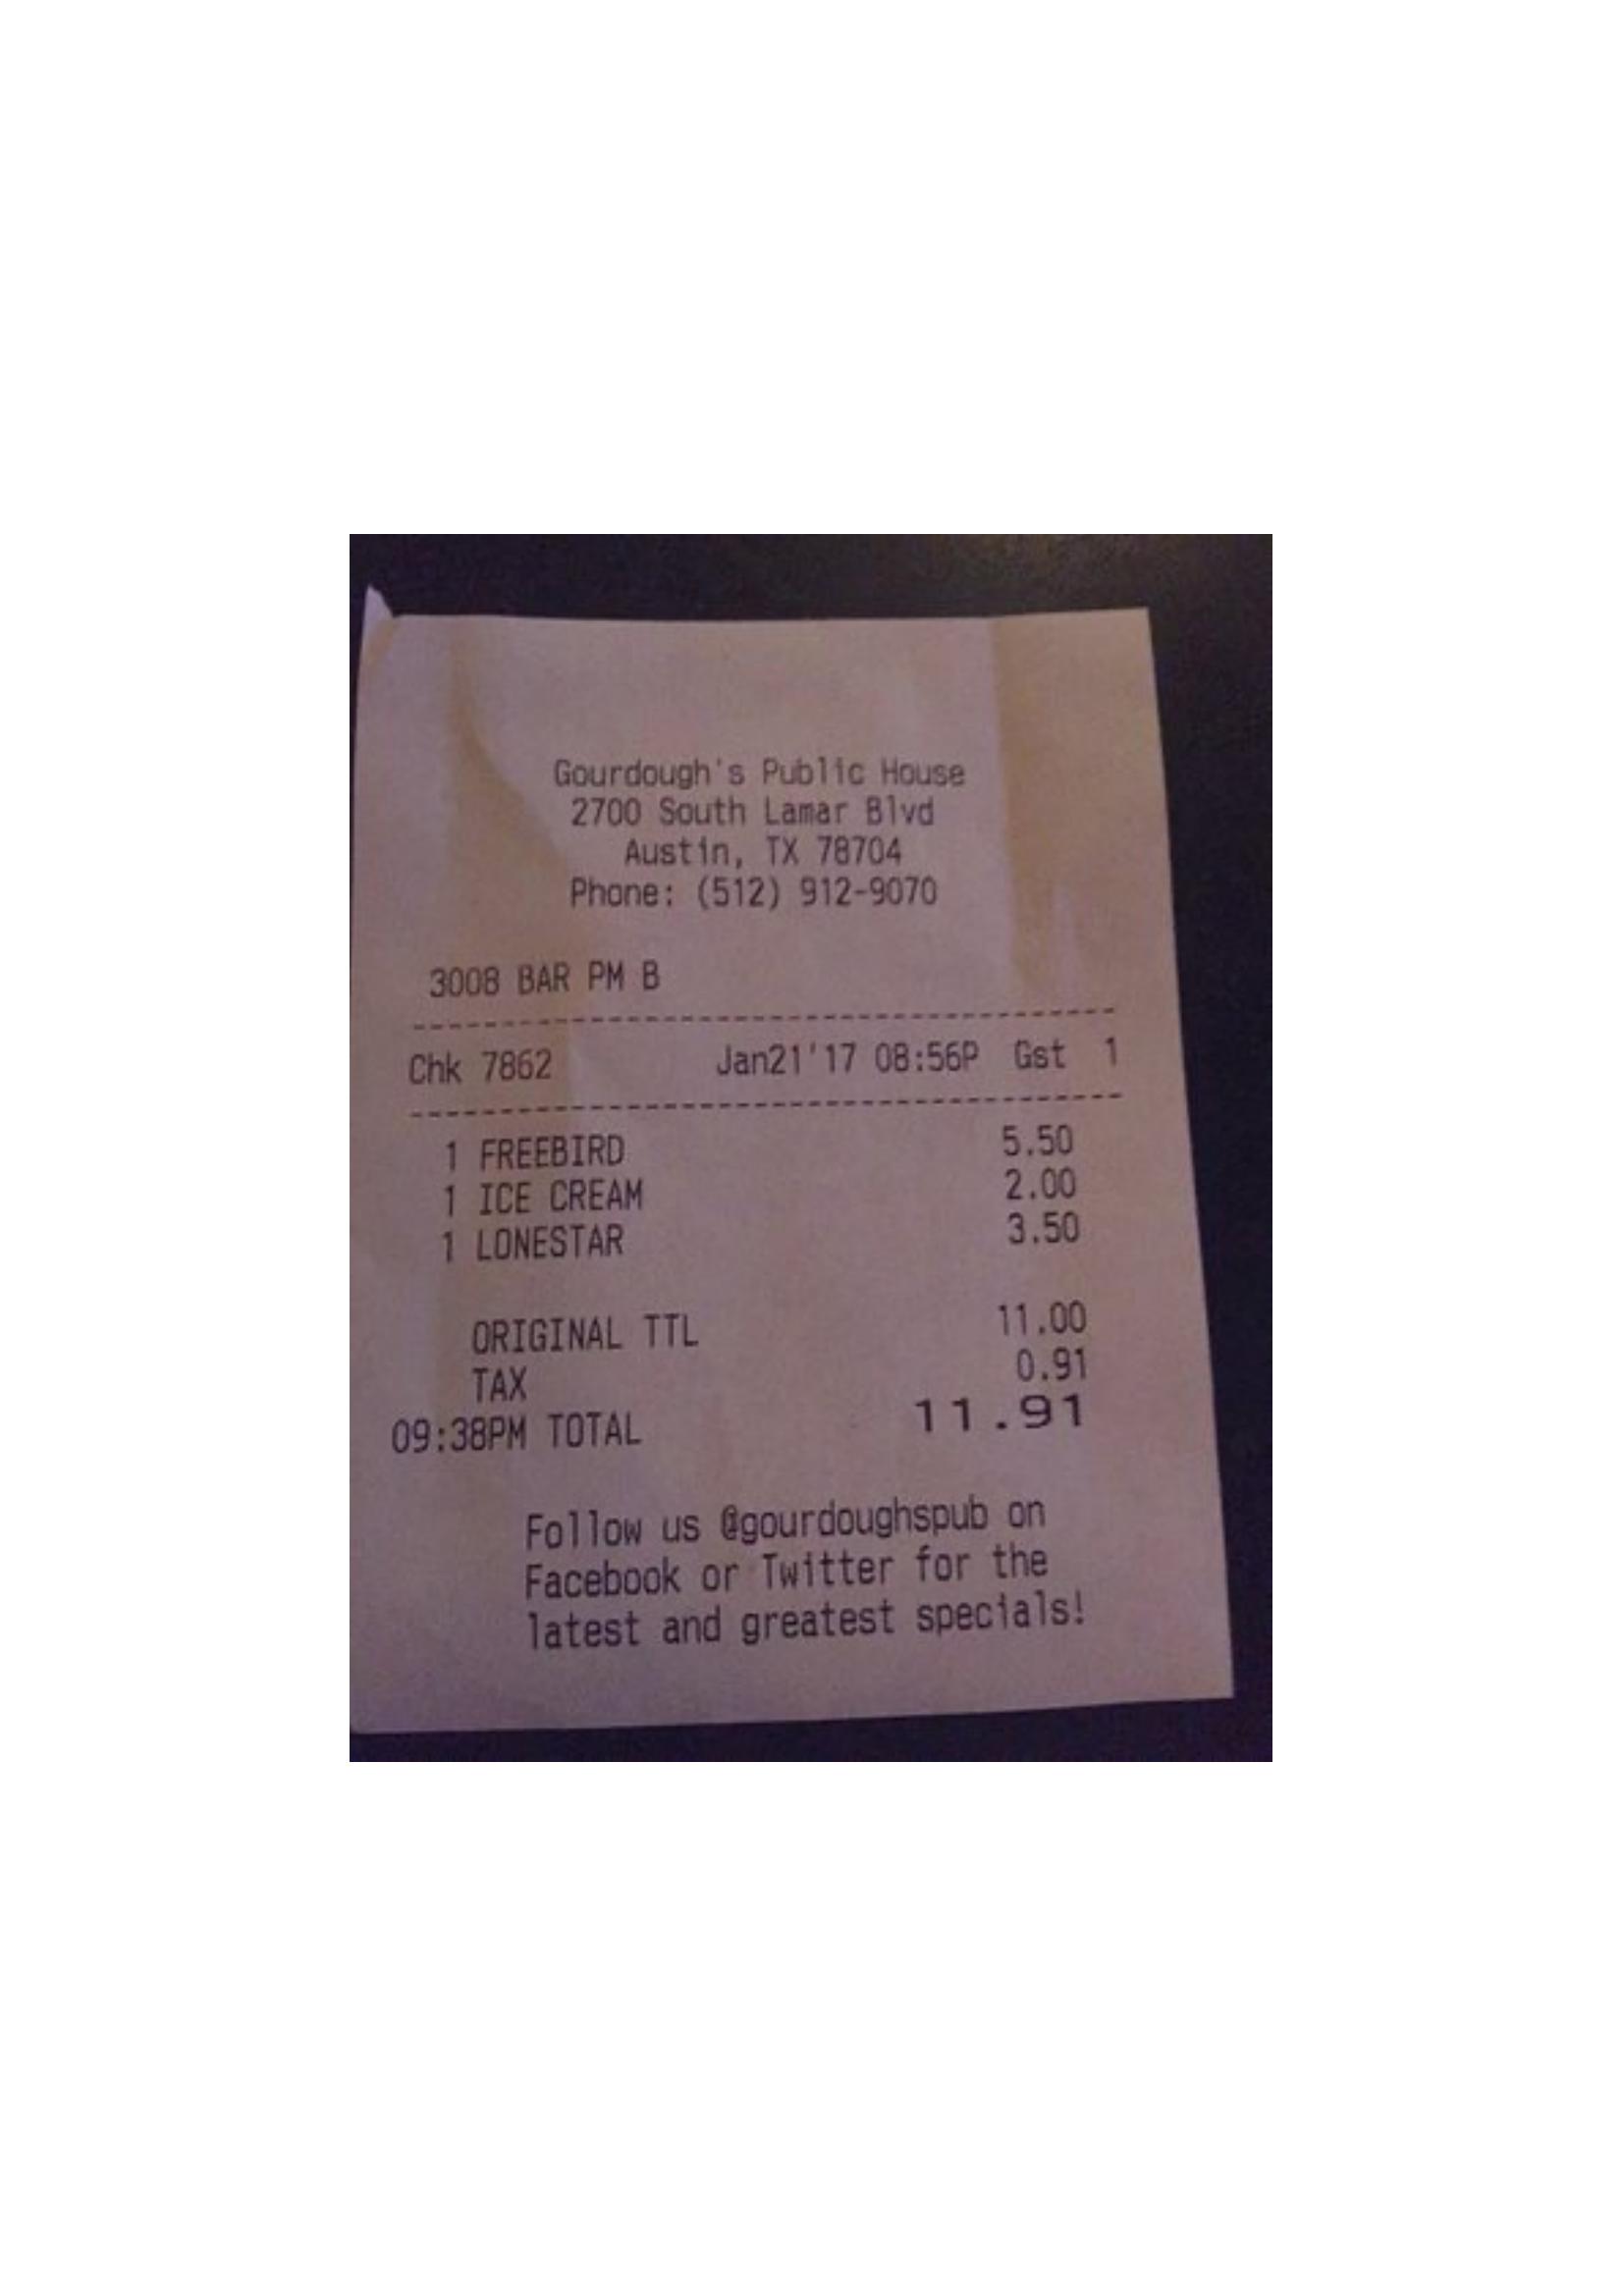 Gourdough's Public House
2700 South Lamar Blvd
Austin, TX 78704
Phone: (512) 912-9070
3008 BAR PM B
Chk 7862 Jan21'17 08:56P Gst 1
1 FREEBIRD 5.50
1 ICE CREAM 2.00
1 LONESTAR 3.50
ORIGINAL TTL 11.00
TAX 0.91
09:38PM TOTAL 11.91
Follow us @gourdoughspub on
Facebook or Twitter for the
latest and greatest specials!